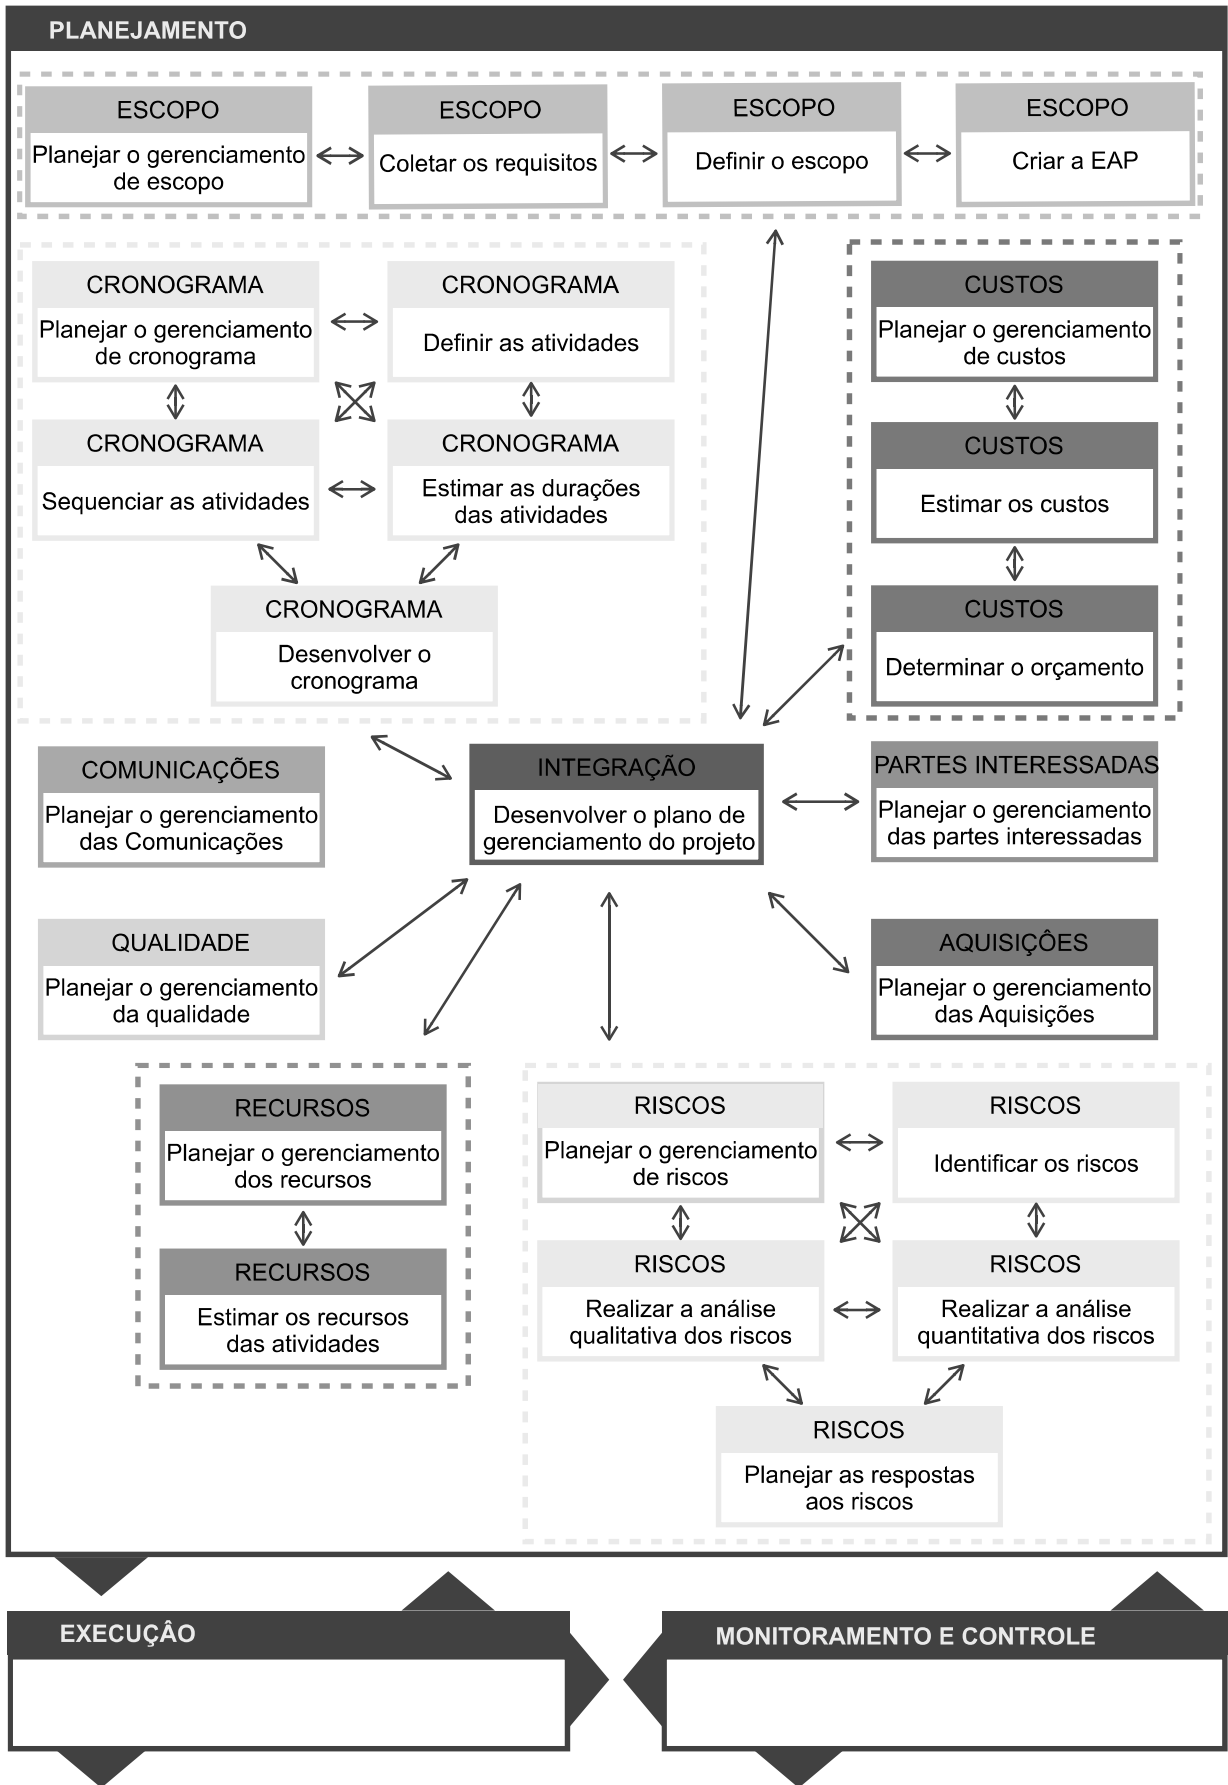 PLANEJAMENTO
ESCOPO
Planejar o gerenciamento
de escopo
ESCOPO
Coletar os requisitos
ESCOPO
Definir o escopo
ESCOPO
Criar a EAP
CRONOGRAMA
Planejar o gerenciamento
de cronograma
CRONOGRAMA
Definir as atividades
CRONOGRAMA
Sequenciar as atividades
CRONOGRAMA
Estimar as durações
das atividades
CRONOGRAMA
Desenvolver o
cronograma
CUSTOS
Planejar o gerenciamento
de custos
CUSTOS
Estimar os custos
CUSTOS
Determinar o orçamento
COMUNICAÇÕES
Planejar o gerenciamento
das Comunicações
INTEGRAÇÃO
Desenvolver o plano de
gerenciamento do projeto
PARTES INTERESSADAS
Planejar o gerenciamento
das partes interessadas
QUALIDADE
Planejar o gerenciamento
da qualidade
AQUISIÇÔES
Planejar o gerenciamento
das Aquisições
RECURSOS
Planejar o gerenciamento
dos recursos
RECURSOS
Estimar os recursos
das atividades
RISCOS
Planejar o gerenciamento
de riscos
RISCOS
Identificar os riscos
RISCOS
Realizar a análise
qualitativa dos riscos
RISCOS
Realizar a análise
quantitativa dos riscos
RISCOS
Planejar as respostas
aos riscos
EXECUÇÂO
MONITORAMENTO E CONTROLE